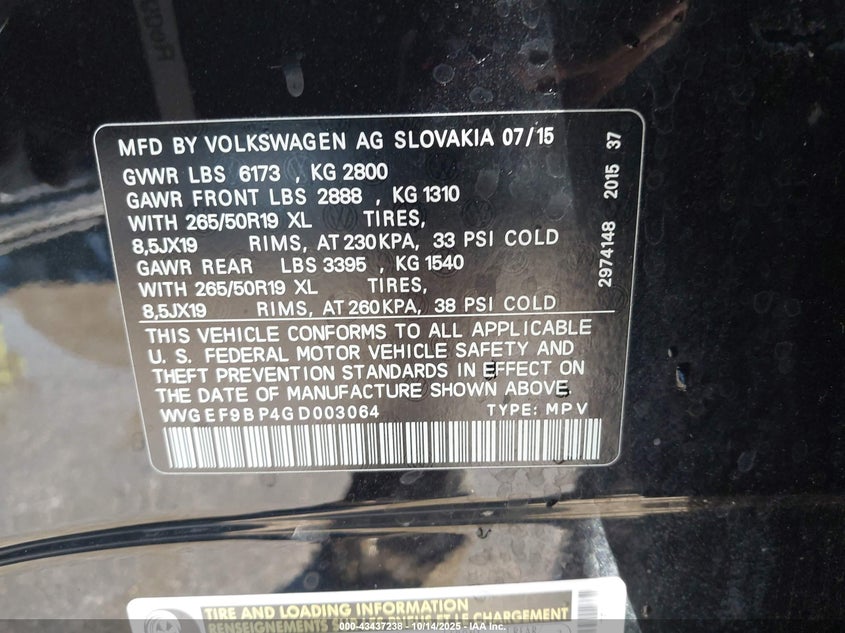 MFD BY VOLKSWAGEN AG SLOVAKIA 07/15
GVWR LBS 6173 , KG 2800
GAWR FRONT LBS 2888 , KG 1310
WITH 265/50R19 XL TIRES,
8,5JX19 RIMS, AT 230KPA, 33 PSI COLD
GAWR REAR LBS 3395 , KG 1540
WITH 265/50R19 XL TIRES,
8,5JX19 RIMS, AT 260KPA, 38 PSI COLD
THIS VEHICLE CONFORMS TO ALL APPLICABLE
U. S. FEDERAL MOTOR VEHICLE SAFETY AND
THEFT PREVENTION STANDARDS IN EFFECT ON
THE DATE OF MANUFACTURE SHOWN ABOVE.
WVGEF9BP4GD003064 TYPE: MPV
2974148 2015 37
TIRE AND LOADING INFORMATION
RENSEIGNEMENTS SUR LES PNEUS ET LE CHARGEMENT
000-43437238 - 10/14/2025 - IAA Inc.